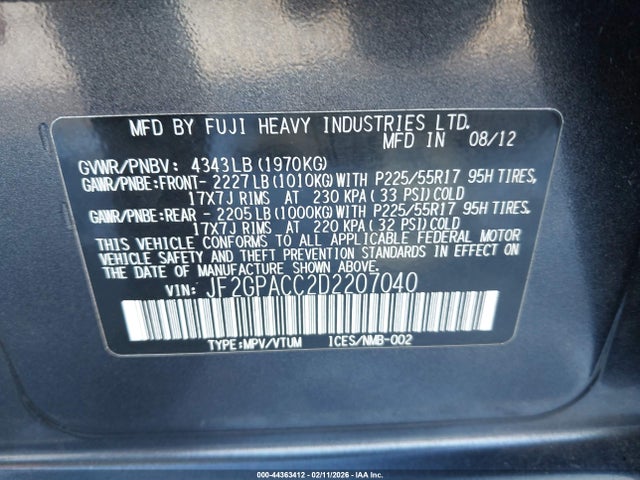 MFD BY FUJI HEAVY INDUSTRIES LTD.
MFD IN 08/12
GVWR/PNBV: 4343LB(1970KG)
GAWR/PNBE:FRONT- 2227LB(1010KG)WITH P225/55R17 95H TIRES,
17X7J RIMS AT 230 KPA(33 PSI)COLD
GAWR/PNBE:REAR - 2205LB(1000KG)WITH P225/55R17 95H TIRES,
17X7J RIMS AT 220 KPA(32 PSI)COLD
THIS VEHICLE CONFORMS TO ALL APPLICABLE FEDERAL MOTOR
VEHICLE SAFETY AND THEFT PREVENTION STANDARDS IN EFFECT ON
THE DATE OF MANUFACTURE SHOWN ABOVE.
VIN: JF2GPACC2D2207040
TYPE:MPV/VTUM ICES/NMB-002
000-44363412 - 02/11/2026 - IAA Inc.